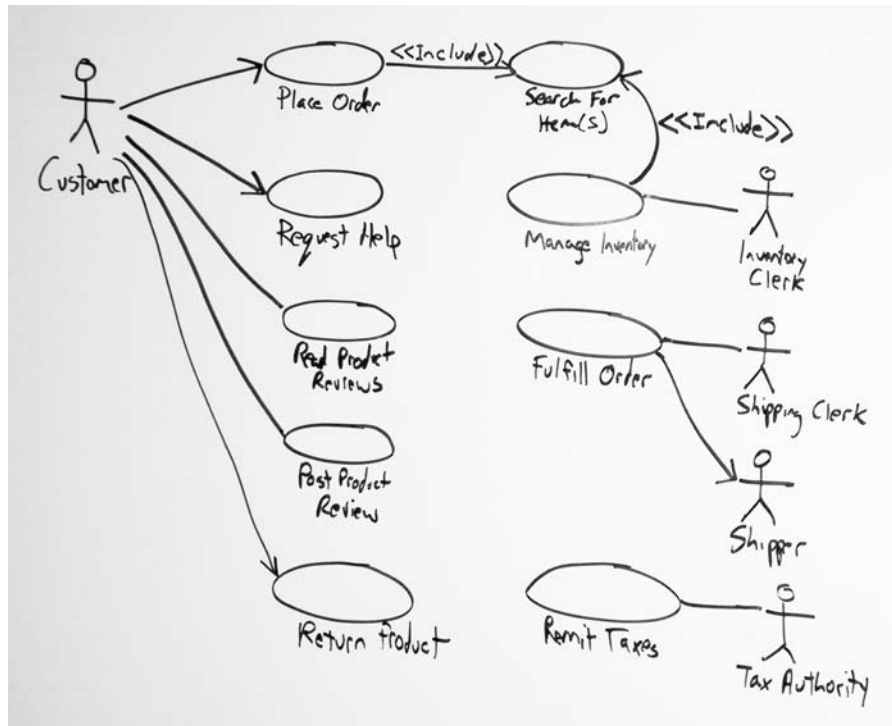 <<Include>>
Place Order
Search For
Item(s)
<<Include>>
Customer
Request Help
Manage Inventory
Inventory
Clerk
Read Product
Reviews
Fulfill Order
Shipping Clerk
Post Product
Review
Shipper
Return Product
Remit Taxes
Tax Authority